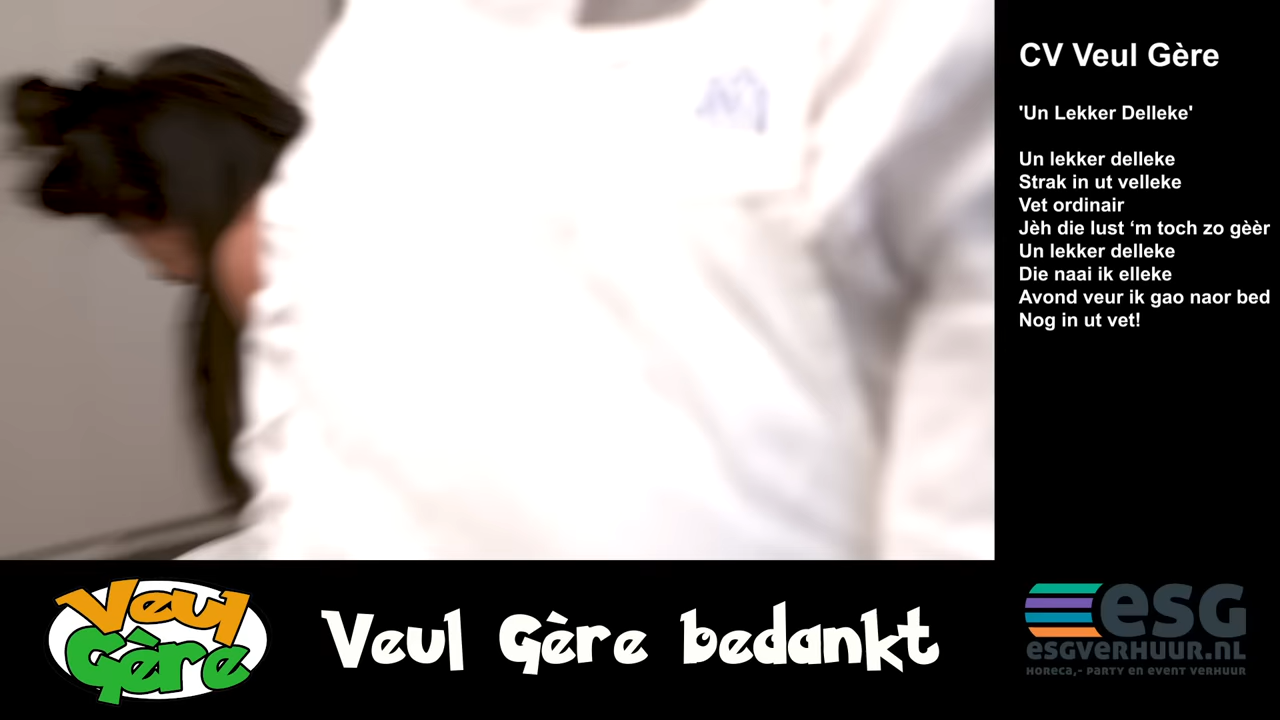 CV Veul Gère
'Un Lekker Delleke'
Un lekker delleke
Strak in ut velleke
Vet ordinair
Jèh die lust ‘m toch zo gèèr
Un lekker delleke
Die naai ik elleke
Avond veur ik gao naor bed
Nog in ut vet!
Veul
Gère
Veul Gère bedankt
esg
esgverhuur.nl
Horeca,- Party en Event Verhuur